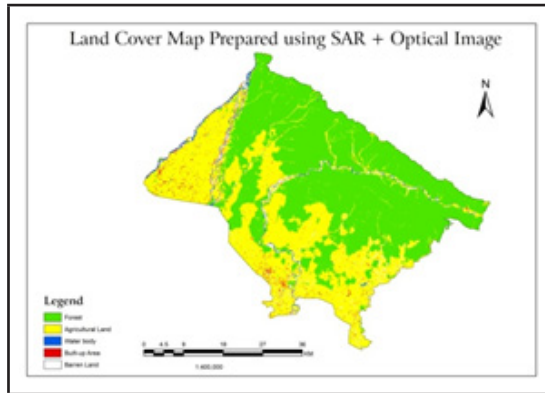 Land Cover Map Prepared using SAR + Optical Image
N
Legend
Forest
Agricultural Land
Water body
Built-up Area
Barren Land
0 4.5 9 18 27 36
KM
1:400,000